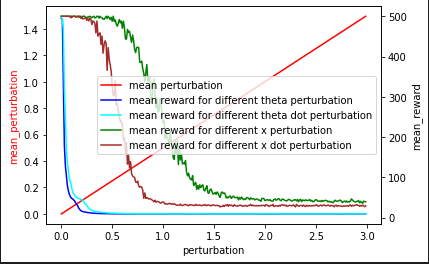 1.4
1.2
1.0
0.8
0.6
0.4
0.2
0.0
mean_perturbation
mean perturbation
mean reward for different theta perturbation
mean reward for different theta dot perturbation
mean reward for different x perturbation
mean reward for different x dot perturbation
500
400
300
200
100
0
mean_reward
0.0 0.5 1.0 1.5 2.0 2.5 3.0
perturbation